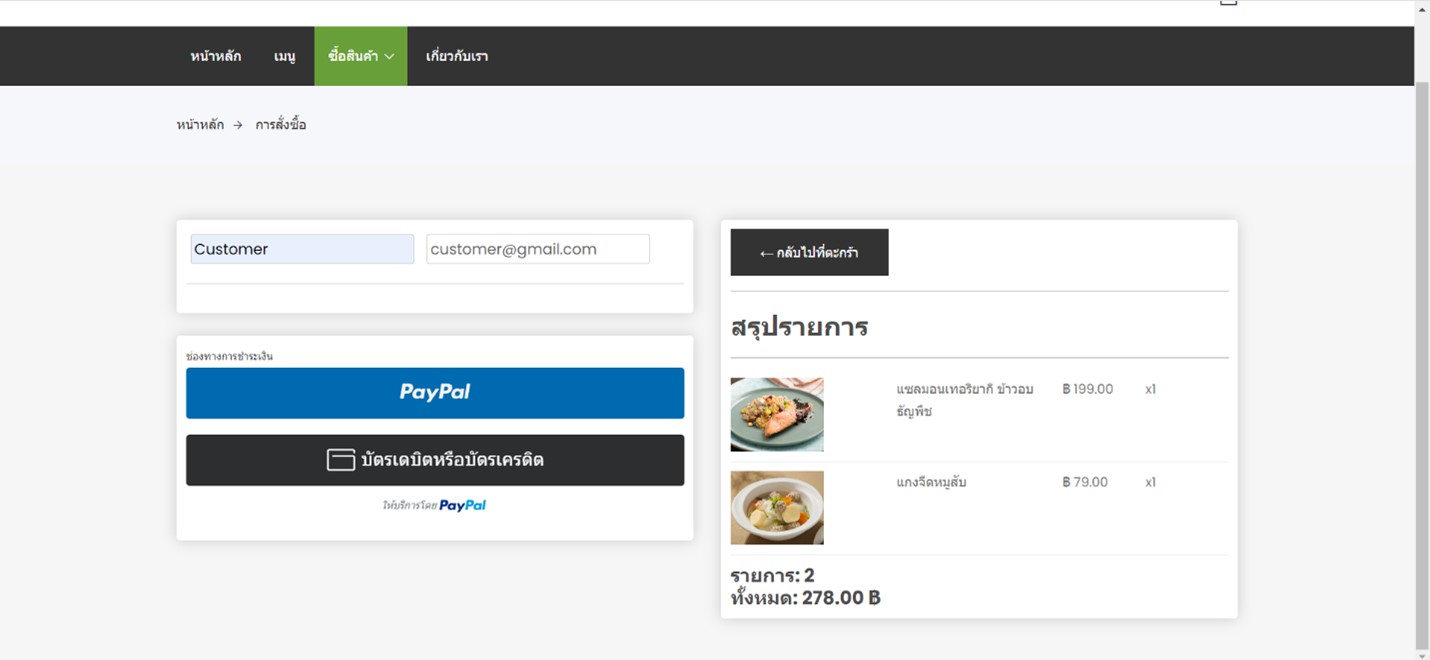 หน้าหลัก เมนู ซื้อสินค้า เกี่ยวกับเรา
หน้าหลัก → การสั่งซื้อ
Customer customer@gmail.com
ช่องทางการชำระเงิน
PayPal
บัตรเดบิตหรือบัตรเครดิต
ให้บริการโดย PayPal
← กลับไปที่ตะกร้า
สรุปรายการ
แซลมอนเทอริยากิ ข้าวอบ ฿ 199.00 x1
ธัญพืช
แกงจืดหมูสับ ฿ 79.00 x1
รายการ: 2
ทั้งหมด: 278.00 ฿